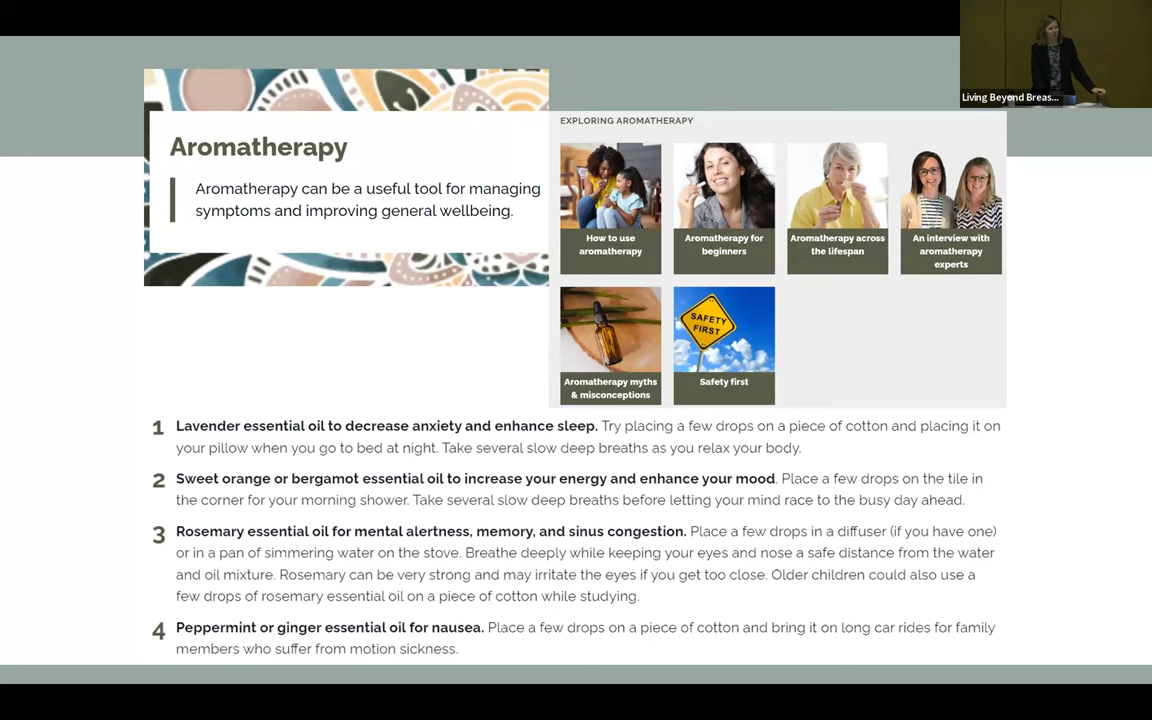 Living Beyond Breas...
Aromatherapy
Aromatherapy can be a useful tool for managing
symptoms and improving general wellbeing.
EXPLORING AROMATHERAPY
How to use
aromatherapy
Aromatherapy for
beginners
Aromatherapy across
the lifespan
An interview with
aromatherapy
experts
SAFETY
FIRST
Aromatherapy myths
& misconceptions
Safety first
1 Lavender essential oil to decrease anxiety and enhance sleep. Try placing a few drops on a piece of cotton and placing it on
your pillow when you go to bed at night. Take several slow deep breaths as you relax your body.
2 Sweet orange or bergamot essential oil to increase your energy and enhance your mood. Place a few drops on the tile in
the corner for your morning shower. Take several slow deep breaths before letting your mind race to the busy day ahead.
3 Rosemary essential oil for mental alertness, memory, and sinus congestion. Place a few drops in a diffuser (if you have one)
or in a pan of simmering water on the stove. Breathe deeply while keeping your eyes and nose a safe distance from the water
and oil mixture. Rosemary can be very strong and may irritate the eyes if you get too close. Older children could also use a
few drops of rosemary essential oil on a piece of cotton while studying.
4 Peppermint or ginger essential oil for nausea. Place a few drops on a piece of cotton and bring it on long car rides for family
members who suffer from motion sickness.